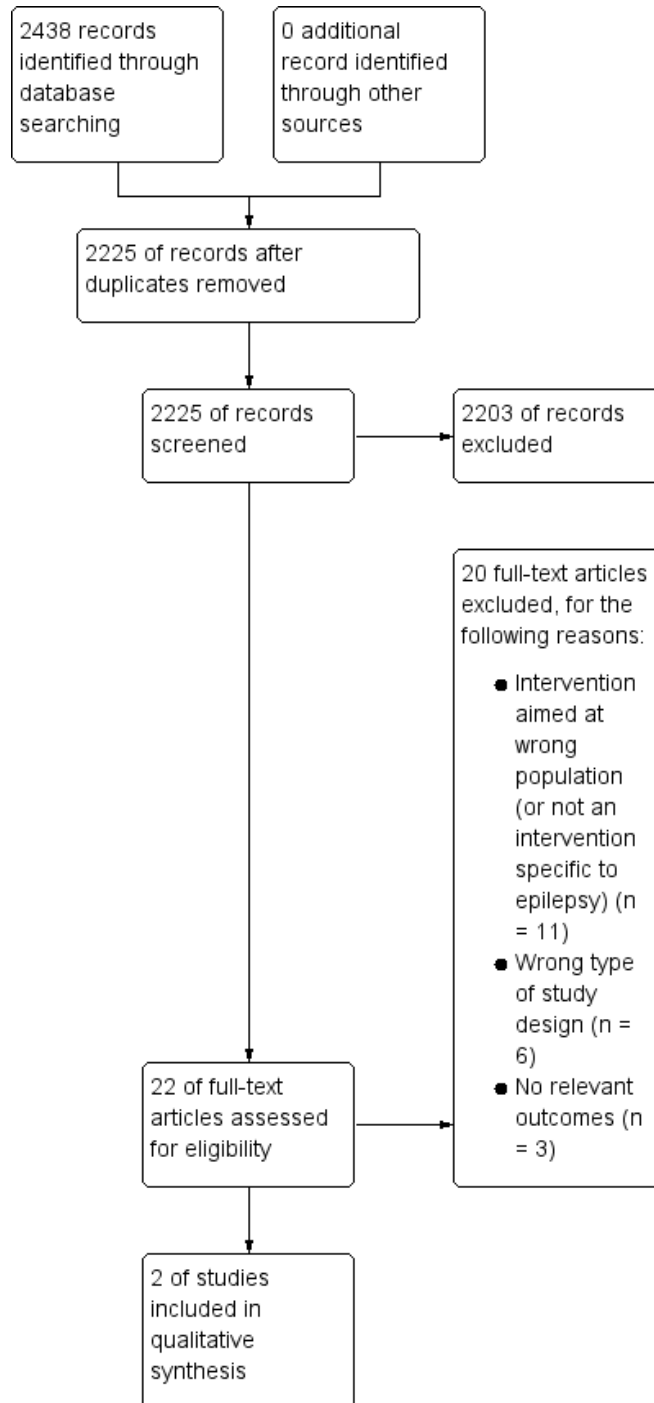 2438 records
identified through
database
searching
0 additional
record identified
through other
sources
2225 of records after
duplicates removed
2225 of records
screened
2203 of records
excluded
20 full-text articles
excluded, for the
following reasons:
● Intervention
aimed at
wrong
population
(or not an
intervention
specific to
epilepsy) (n
= 11)
● Wrong type
of study
design (n =
6)
● No relevant
outcomes (n
= 3)
22 of full-text
articles assessed
for eligibility
2 of studies
included in
qualitative
synthesis